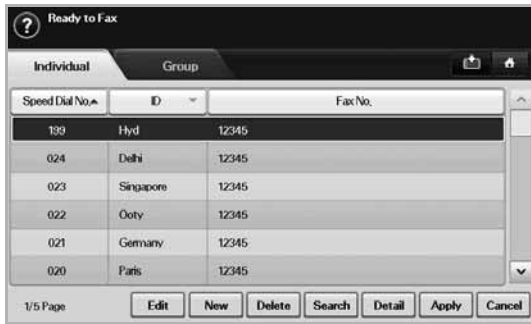 ? Ready to Fax
Individual Group
Speed Dial No. ID Fax No.
199 Hyd 12345
024 Delhi 12345
023 Singapore 12345
022 Ooty 12345
021 Germany 12345
020 Paris 12345
1/5 Page Edit New Delete Search Detail Apply Cancel